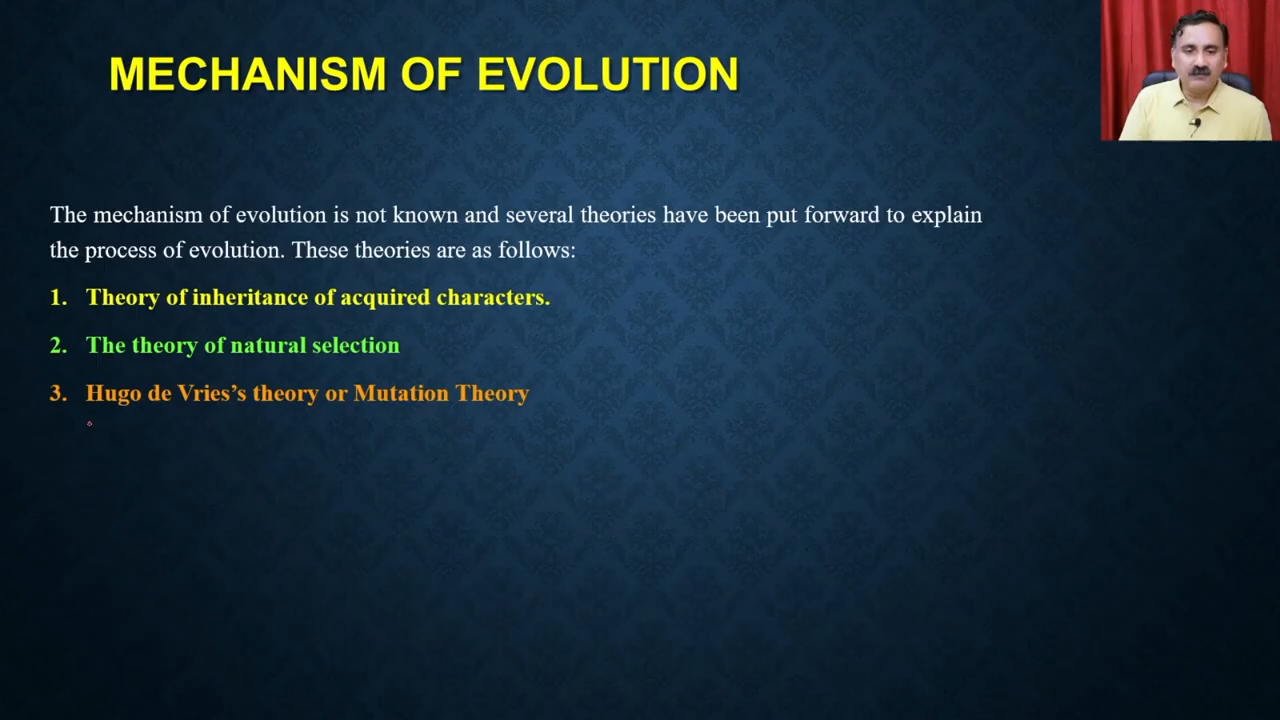 MECHANISM OF EVOLUTION
The mechanism of evolution is not known and several theories have been put forward to explain
the process of evolution. These theories are as follows:
1. Theory of inheritance of acquired characters.
2. The theory of natural selection
3. Hugo de Vries’s theory or Mutation Theory